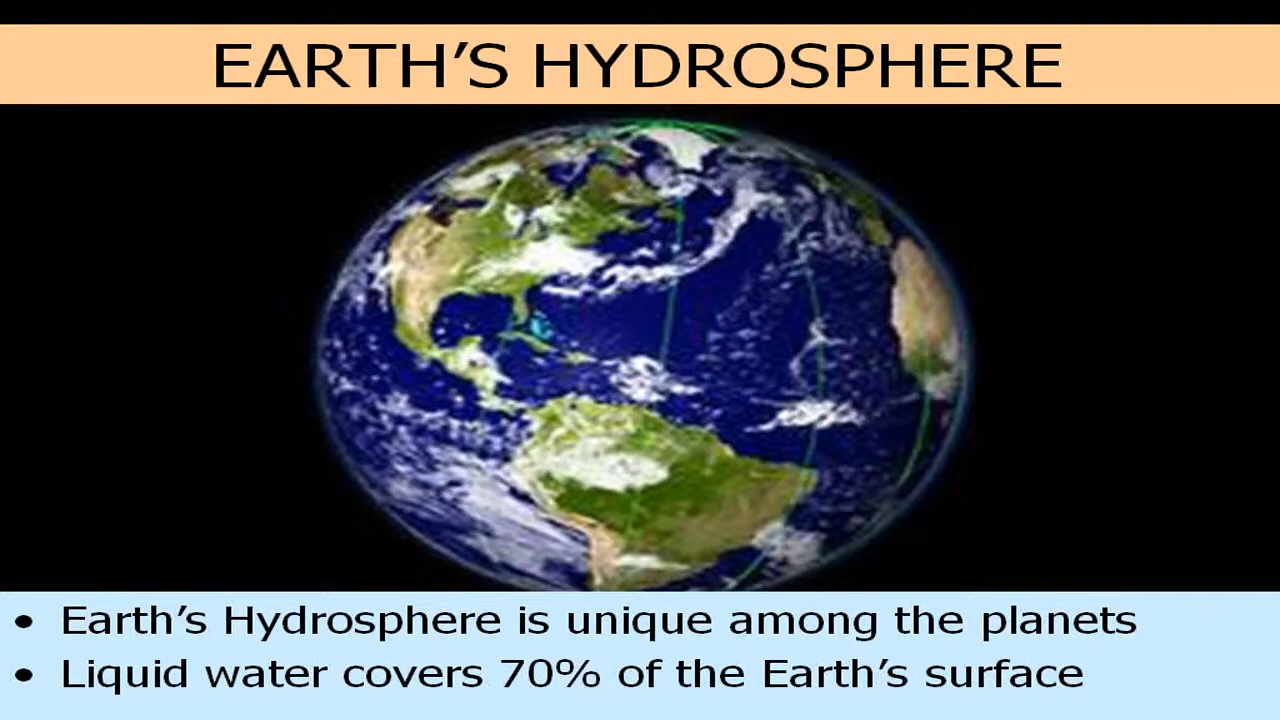 EARTH’S HYDROSPHERE
• Earth’s Hydrosphere is unique among the planets
• Liquid water covers 70% of the Earth’s surface